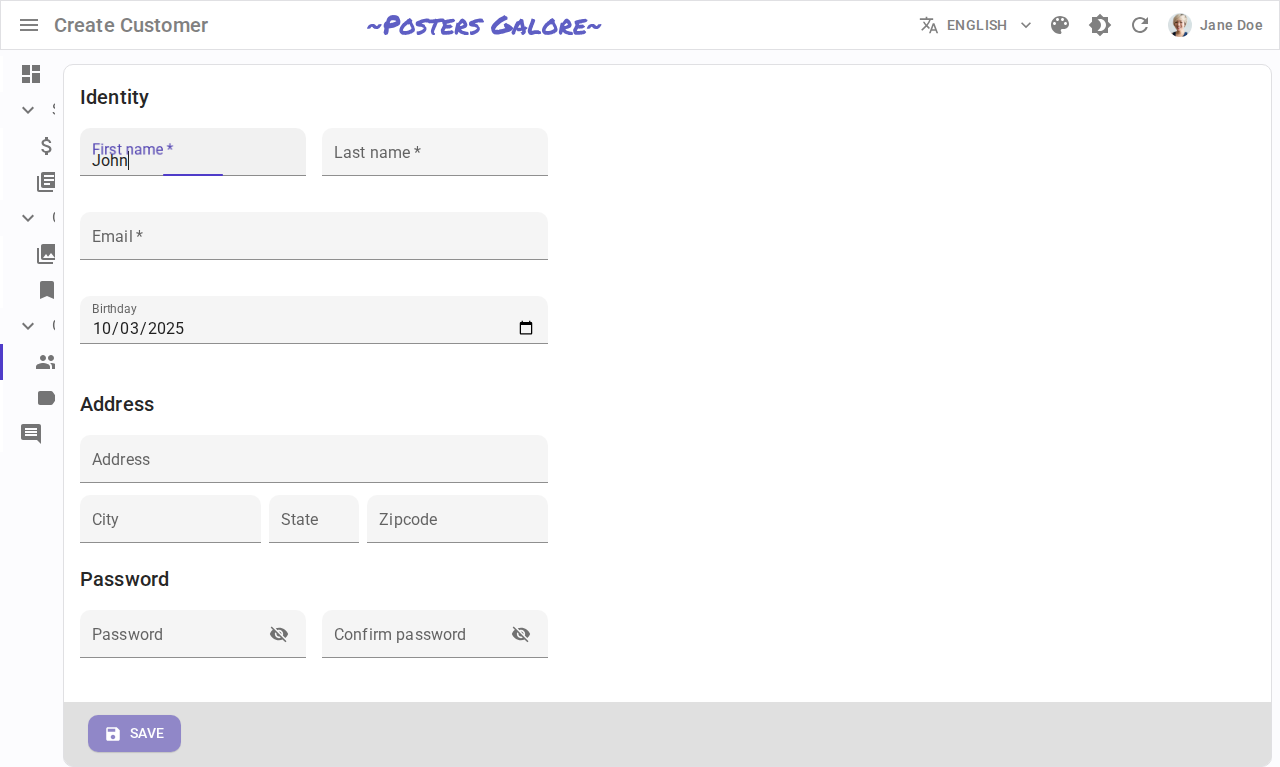 Create Customer
~Posters Galore~
ENGLISH
Jane Doe
Identity
First name *
John
Last name *
Email *
Birthday
10/03/2025
Address
Address
City
State
Zipcode
Password
Password
Confirm password
SAVE